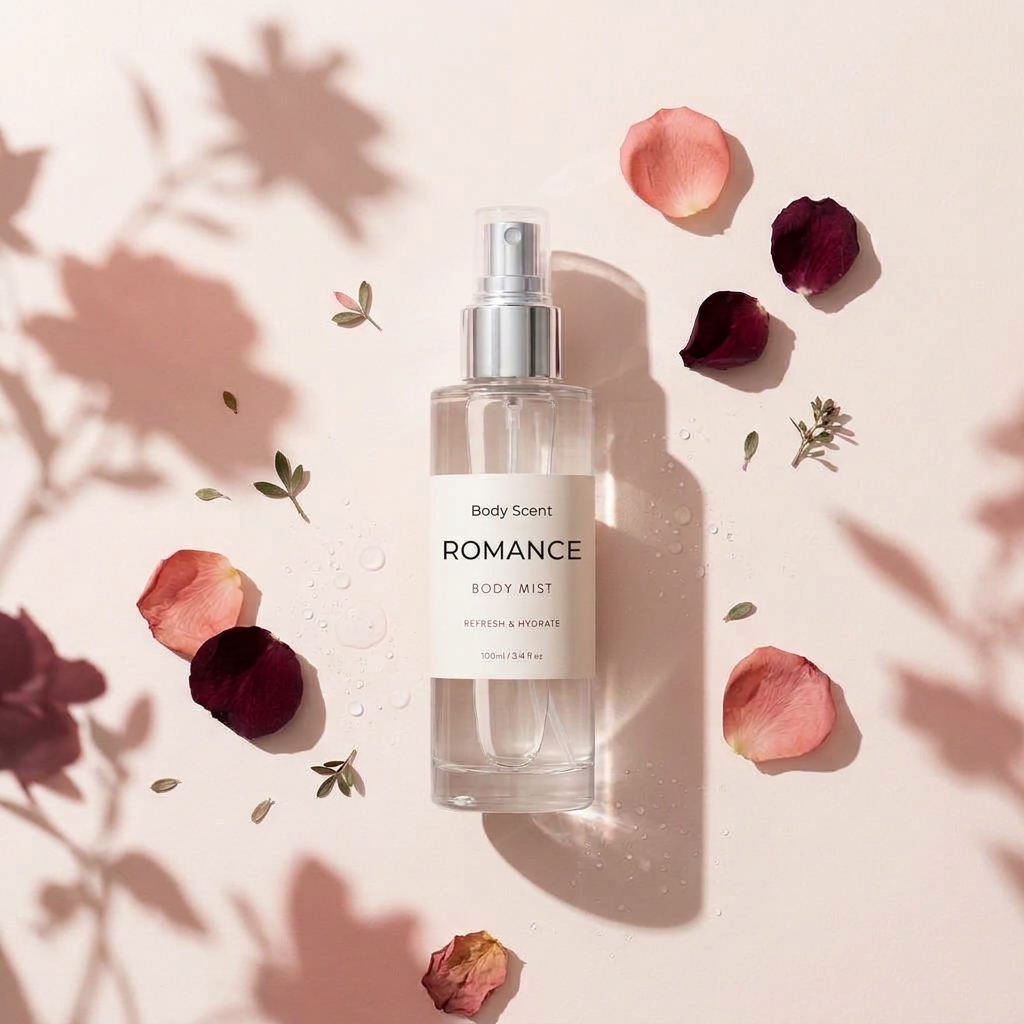 Body Scent
ROMANCE
BODY MIST
REFRESH & HYDRATE
100ml / 3.4 fl oz